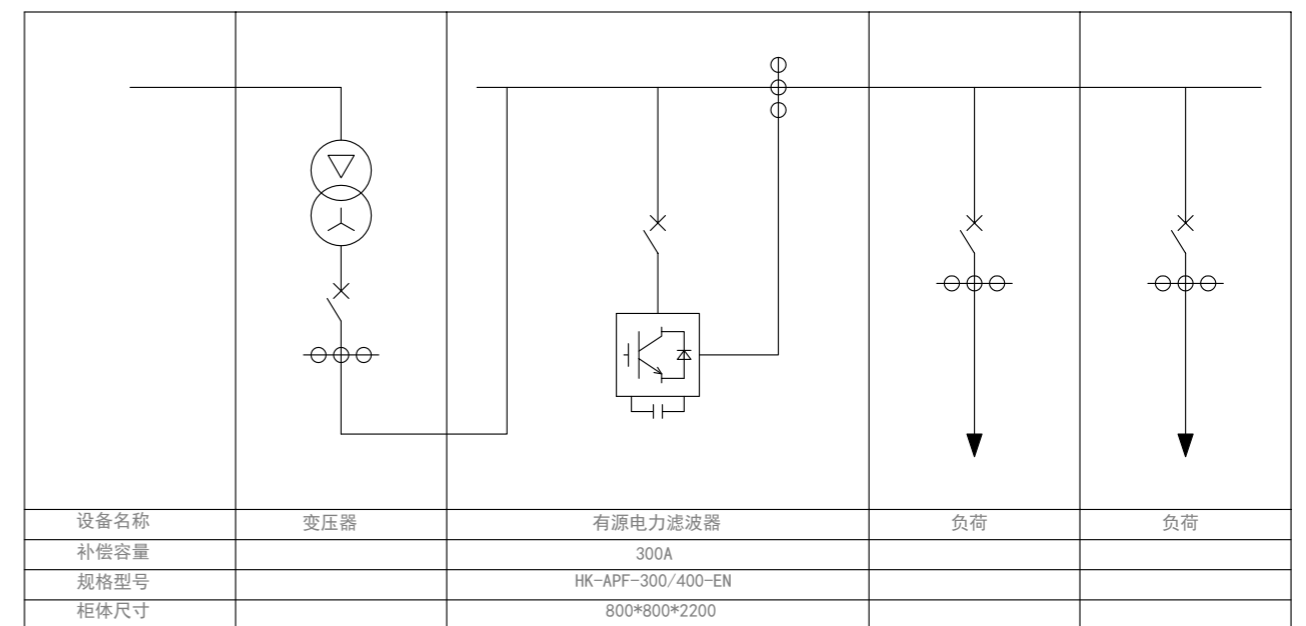 设备名称 变压器 有源电力滤波器 负荷 负荷
补偿容量 300A
规格型号 HK-APF-300/400-EN
柜体尺寸 800*800*2200